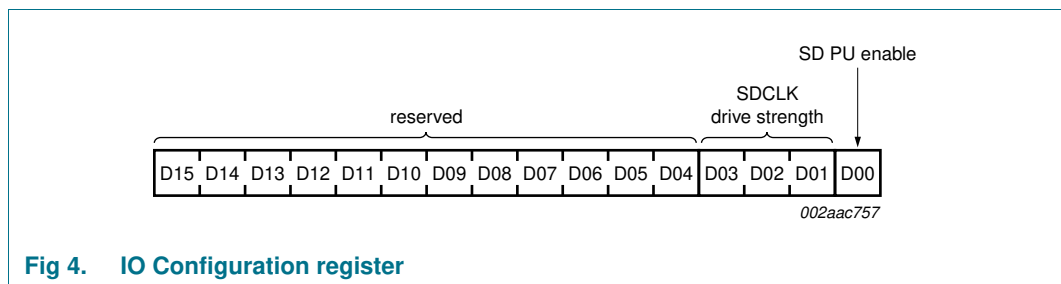 SD PU enable
SDCLK
drive strength
reserved
D15 D14 D13 D12 D11 D10 D09 D08 D07 D06 D05 D04 D03 D02 D01 D00
002aac757
Fig 4. IO Configuration register